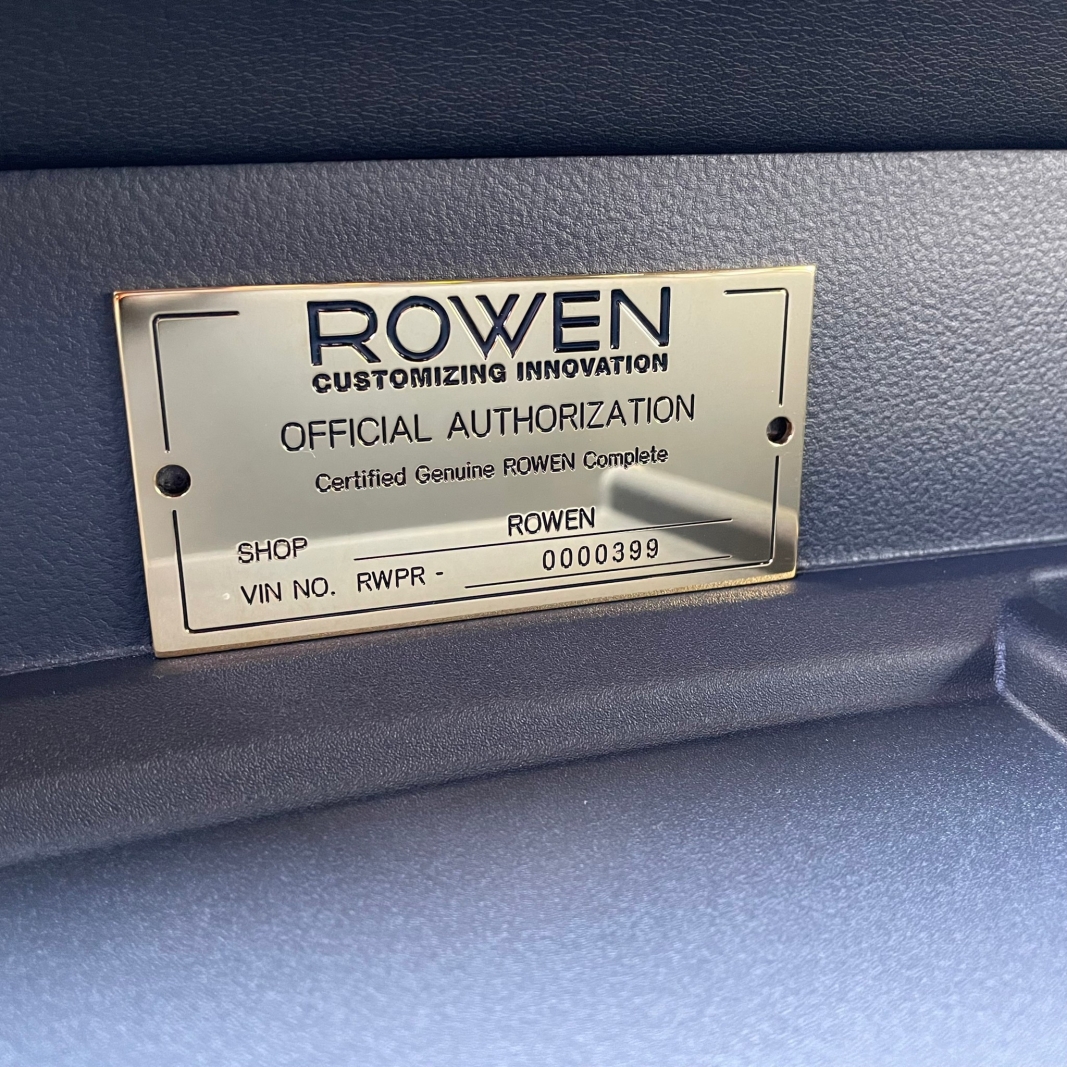 ROWEN
CUSTOMIZING INNOVATION
OFFICIAL AUTHORIZATION
Certified Genuine ROWEN Complete
SHOP ROWEN
VIN NO. RWPR - 0000399